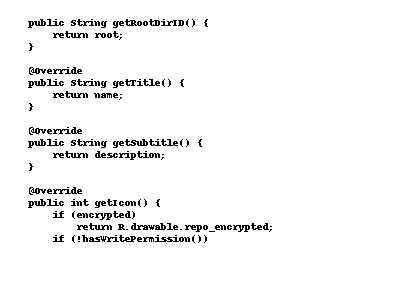 public String getRootDirID() {
    return root;
}

@Override
public String getTitle() {
    return name;
}

@Override
public String getSubtitle() {
    return description;
}

@Override
public int getIcon() {
    if (encrypted)
        return R.drawable.repo_encrypted;
    if (!hasWritePermission())